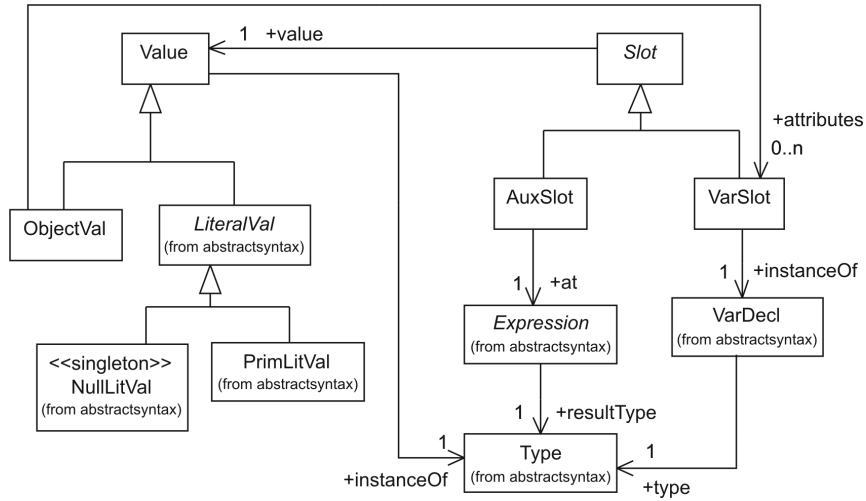 1 +value
Value
Slot
+attributes
0..n
ObjectVal
LiteralVal
(from abstractsyntax)
AuxSlot
VarSlot
1 +at
1 +instanceOf
<<singleton>>
NullLitVal
(from abstractsyntax)
PrimLitVal
(from abstractsyntax)
Expression
(from abstractsyntax)
VarDecl
(from abstractsyntax)
1 +resultType
1
+instanceOf
Type
(from abstractsyntax)
1
+type